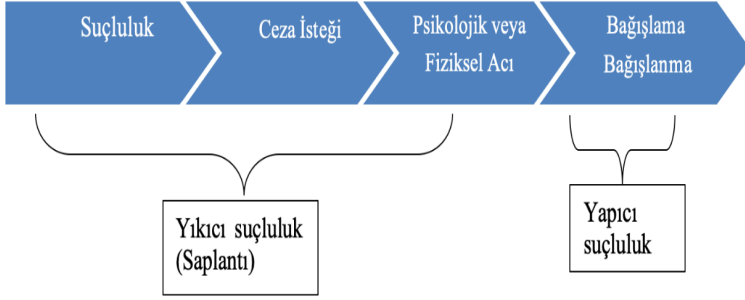 Suçluluk
Ceza İsteği
Psikolojik veya
Fiziksel Acı
Bağışlama
Bağışlanma
Yıkıcı suçluluk
(Saplantı)
Yapıcı
suçluluk